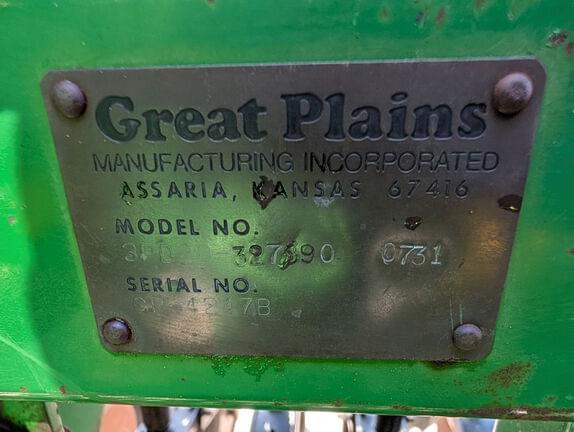 Great Plains
MANUFACTURING INCORPORATED
ASSARIA, KANSAS 67416
MODEL NO.
0731
SERIAL NO.